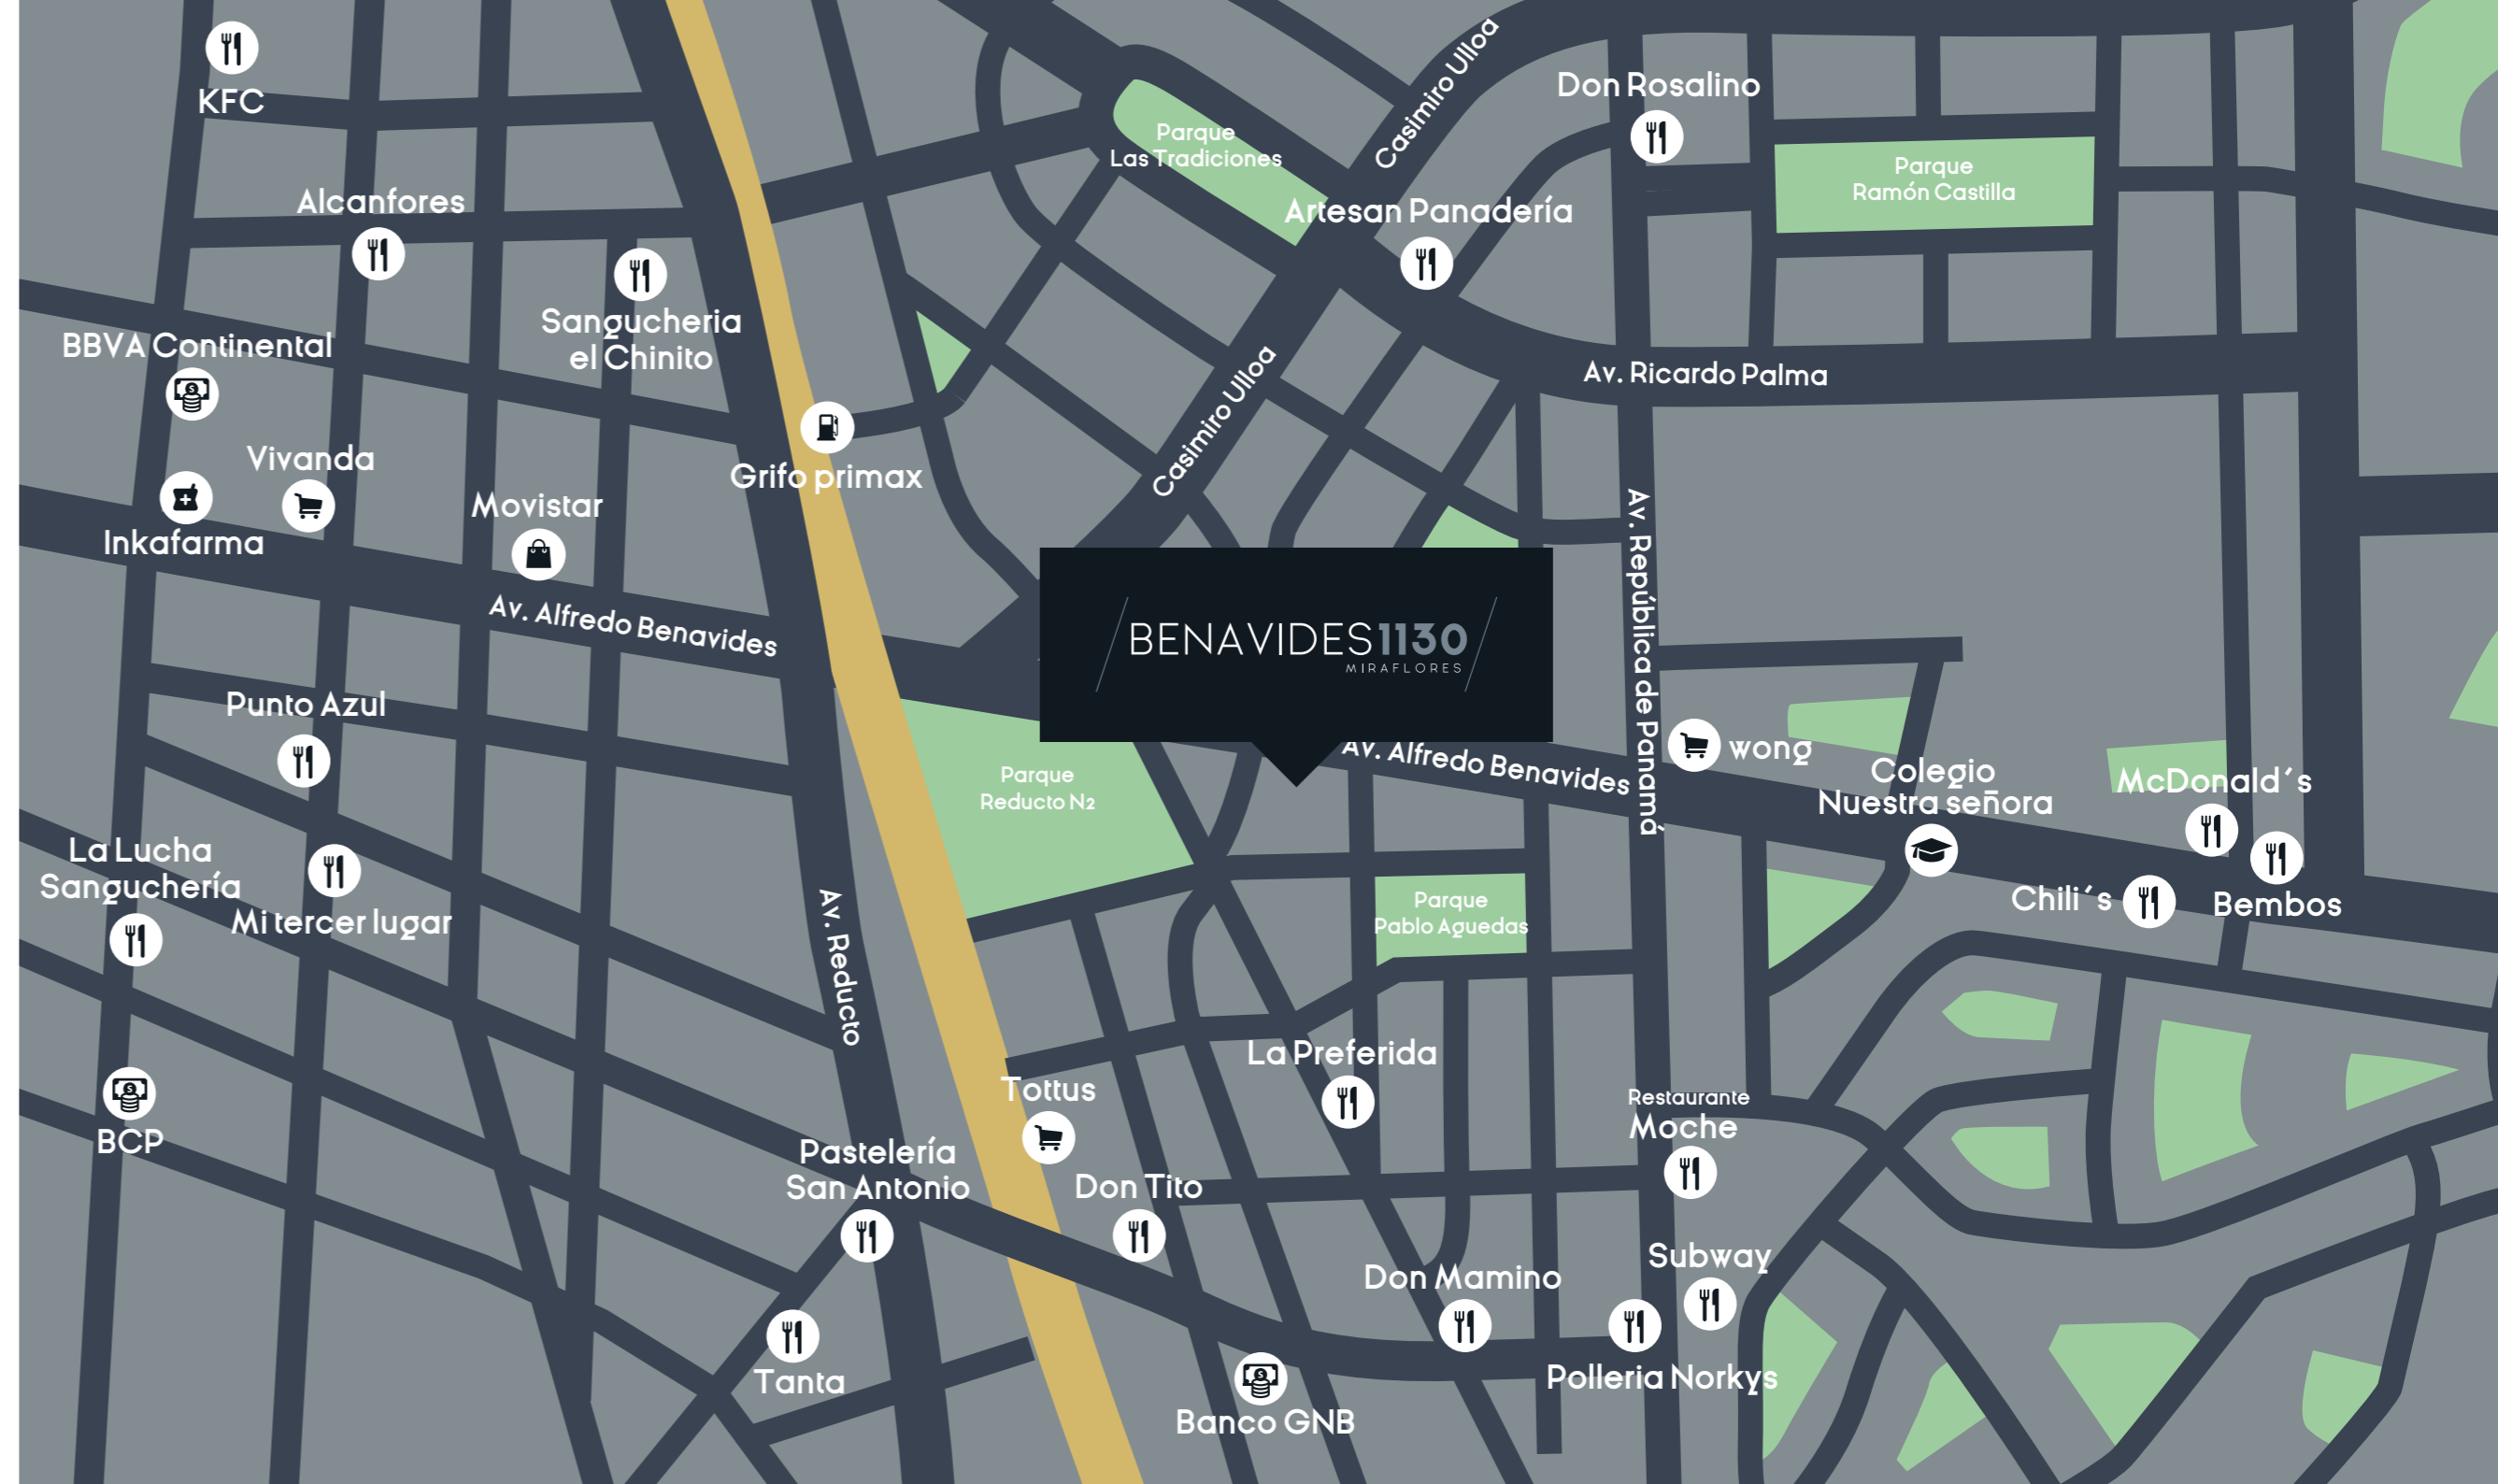 KFC
Alcanfores
Sangucheria
el Chinito
BBVA Continental
Vivanda
Inkafarma
Movistar
Grifo primax
Av. Alfredo Benavides
Parque
Las Tradiciones
Casimiro Ulloa
Don Rosalino
Parque
Ramón Castilla
Artesan Panadería
Av. Ricardo Palma
Casimiro Ulloa
BENAVIDES1130
MIRAFLORES
Av. República de Panamá
Av. Alfredo Benavides
wong
Colegio
Nuestra señora
McDonald´s
Chili´s
Bembos
Punto Azul
La Lucha
Sanguchería
Mi tercer lugar
Av. Reducto
Parque
Reducto N2
Parque
Pablo Aguedas
BCP
Tottus
La Preferida
Restaurante
Moche
Pastelería
San Antonio
Don Tito
Don Mamino
Subway
Tanta
Banco GNB
Polleria Norkys